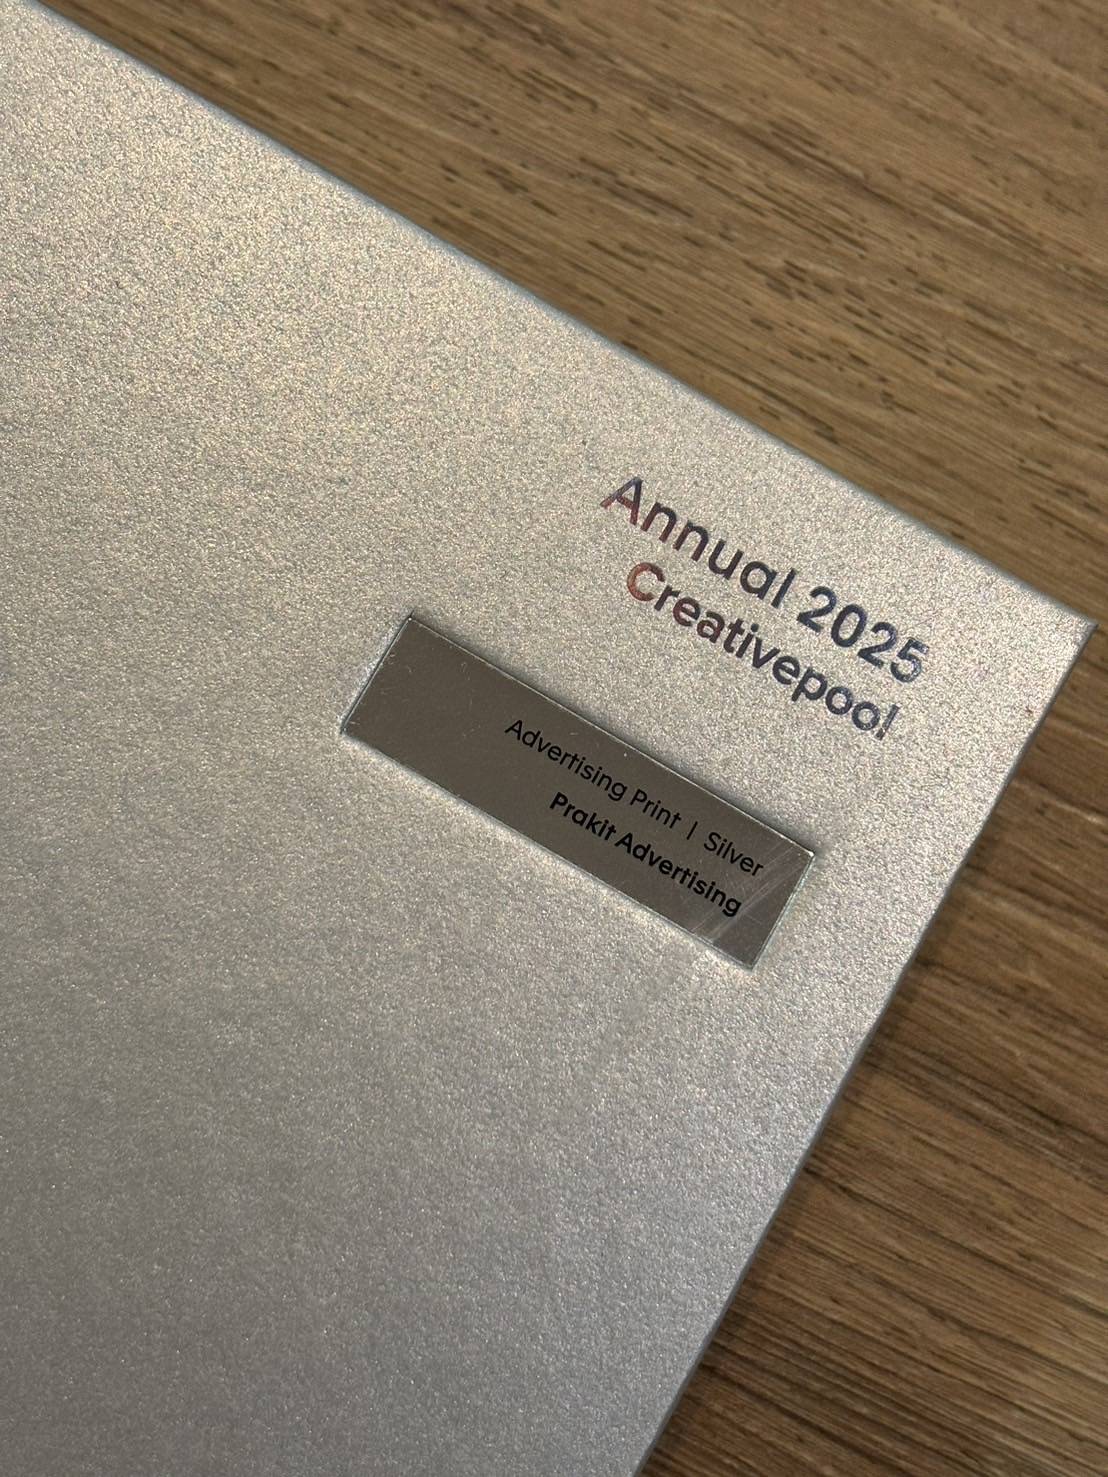 Annual 2025
Creativepool
Advertising Print | Silver
Prakit Advertising